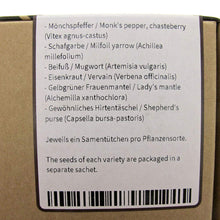 - Mönchspfeffer / Monk's pepper, chasteberry
(Vitex agnus-castus)
- Schafgarbe / Milfoil yarrow (Achillea
millefolium)
- Beifuß / Mugwort (Artemisia vulgaris)
- Eisenkraut / Vervain (Verbena officinalis)
- Gelbgrüner Frauenmantel / Lady's mantle
(Alchemilla xanthochlora)
- Gewöhnliches Hirtentäschel / Shepherd's
purse (Capsella bursa-pastoris)
Jeweils ein Samentütchen pro Pflanzensorte.
The seeds of each variety are packaged in a
separate sachet.